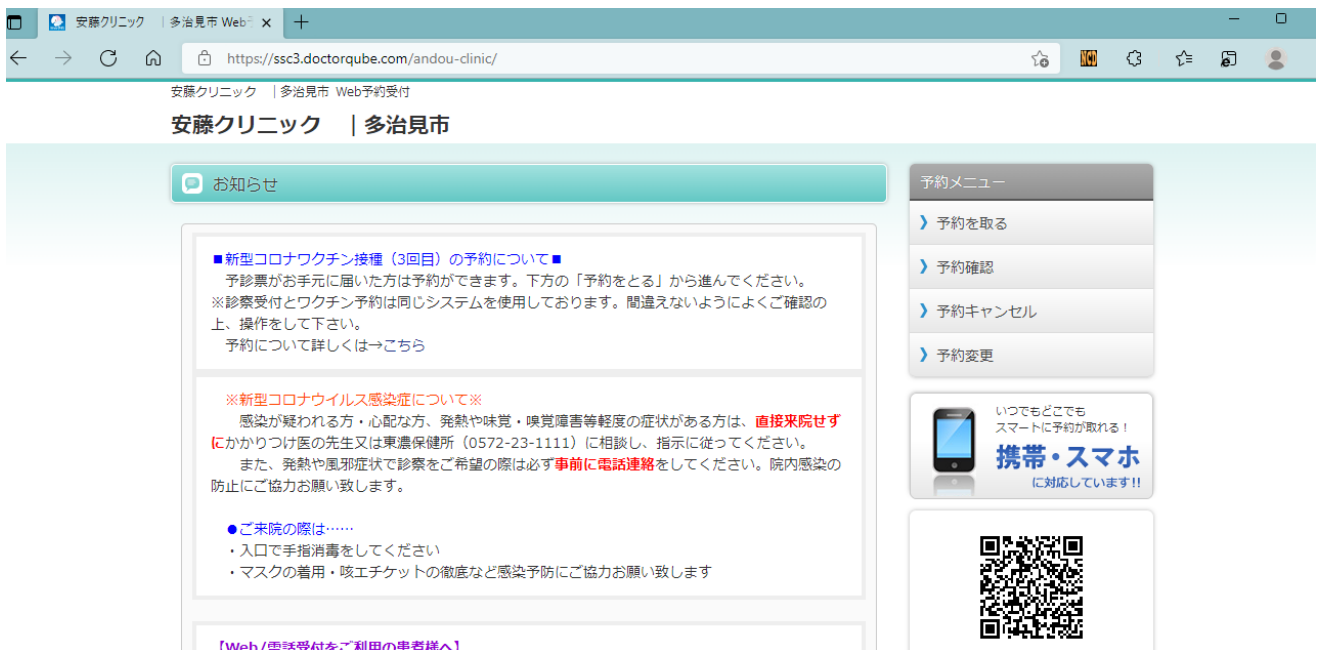 安藤クリニック ｜多治見市 Web予
https://ssc3.doctorqube.com/andou-clinic/
安藤クリニック ｜多治見市 Web予約受付
安藤クリニック ｜多治見市
お知らせ
■新型コロナワクチン接種（3回目）の予約について■
予診票がお手元に届いた方は予約ができます。下方の「予約をとる」から進んでください。
※診察受付とワクチン予約は同じシステムを使用しております。間違えないようによくご確認の
上、操作をして下さい。
予約について詳しくは→こちら
※新型コロナウイルス感染症について※
感染が疑われる方・心配な方、発熱や味覚・嗅覚障害等軽度の症状がある方は、直接来院せず
にかかりつけ医の先生又は東濃保健所（0572-23-1111）に相談し、指示に従ってください。
また、発熱や風邪症状で診察をご希望の際は必ず事前に電話連絡をしてください。院内感染の
防止にご協力お願い致します。
●ご来院の際は……
・入口で手指消毒をしてください
・マスクの着用・咳エチケットの徹底など感染予防にご協力お願い致します
【Web/電話受付をご利用の患者様へ】
予約メニュー
予約を取る
予約確認
予約キャンセル
予約変更
いつでもどこでも
スマートに予約が取れる！
携帯・スマホ
に対応しています!!